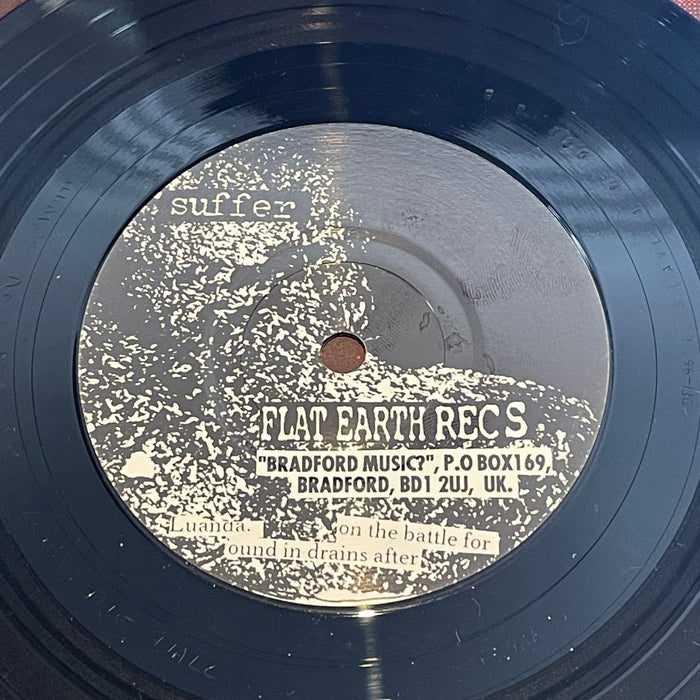 suffer
FLAT EARTH RECS
"BRADFORD MUSIC?", P.O BOX169,
BRADFORD, BD1 2UJ, UK.
Luanda. on the battle for
ound in drains after